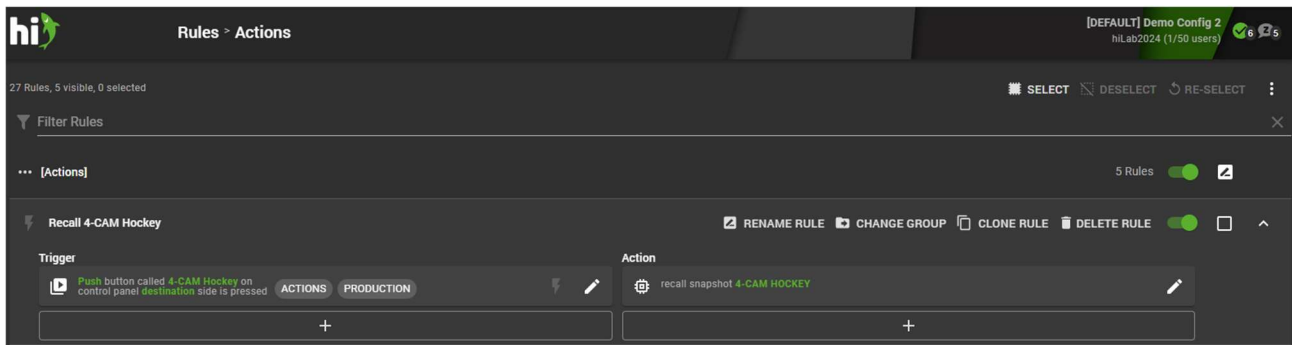 hi
Rules > Actions
[DEFAULT] Demo Config 2
hiLab2024 (1/50 users)
6
5
27 Rules, 5 visible, 0 selected
SELECT
DESELECT
RE-SELECT
Filter Rules
[Actions]
5 Rules
Recall 4-CAM Hockey
RENAME RULE
CHANGE GROUP
CLONE RULE
DELETE RULE
Trigger
Push button called 4-CAM Hockey on
control panel destination side is pressed
ACTIONS
PRODUCTION
+
Action
recall snapshot 4-CAM HOCKEY
+